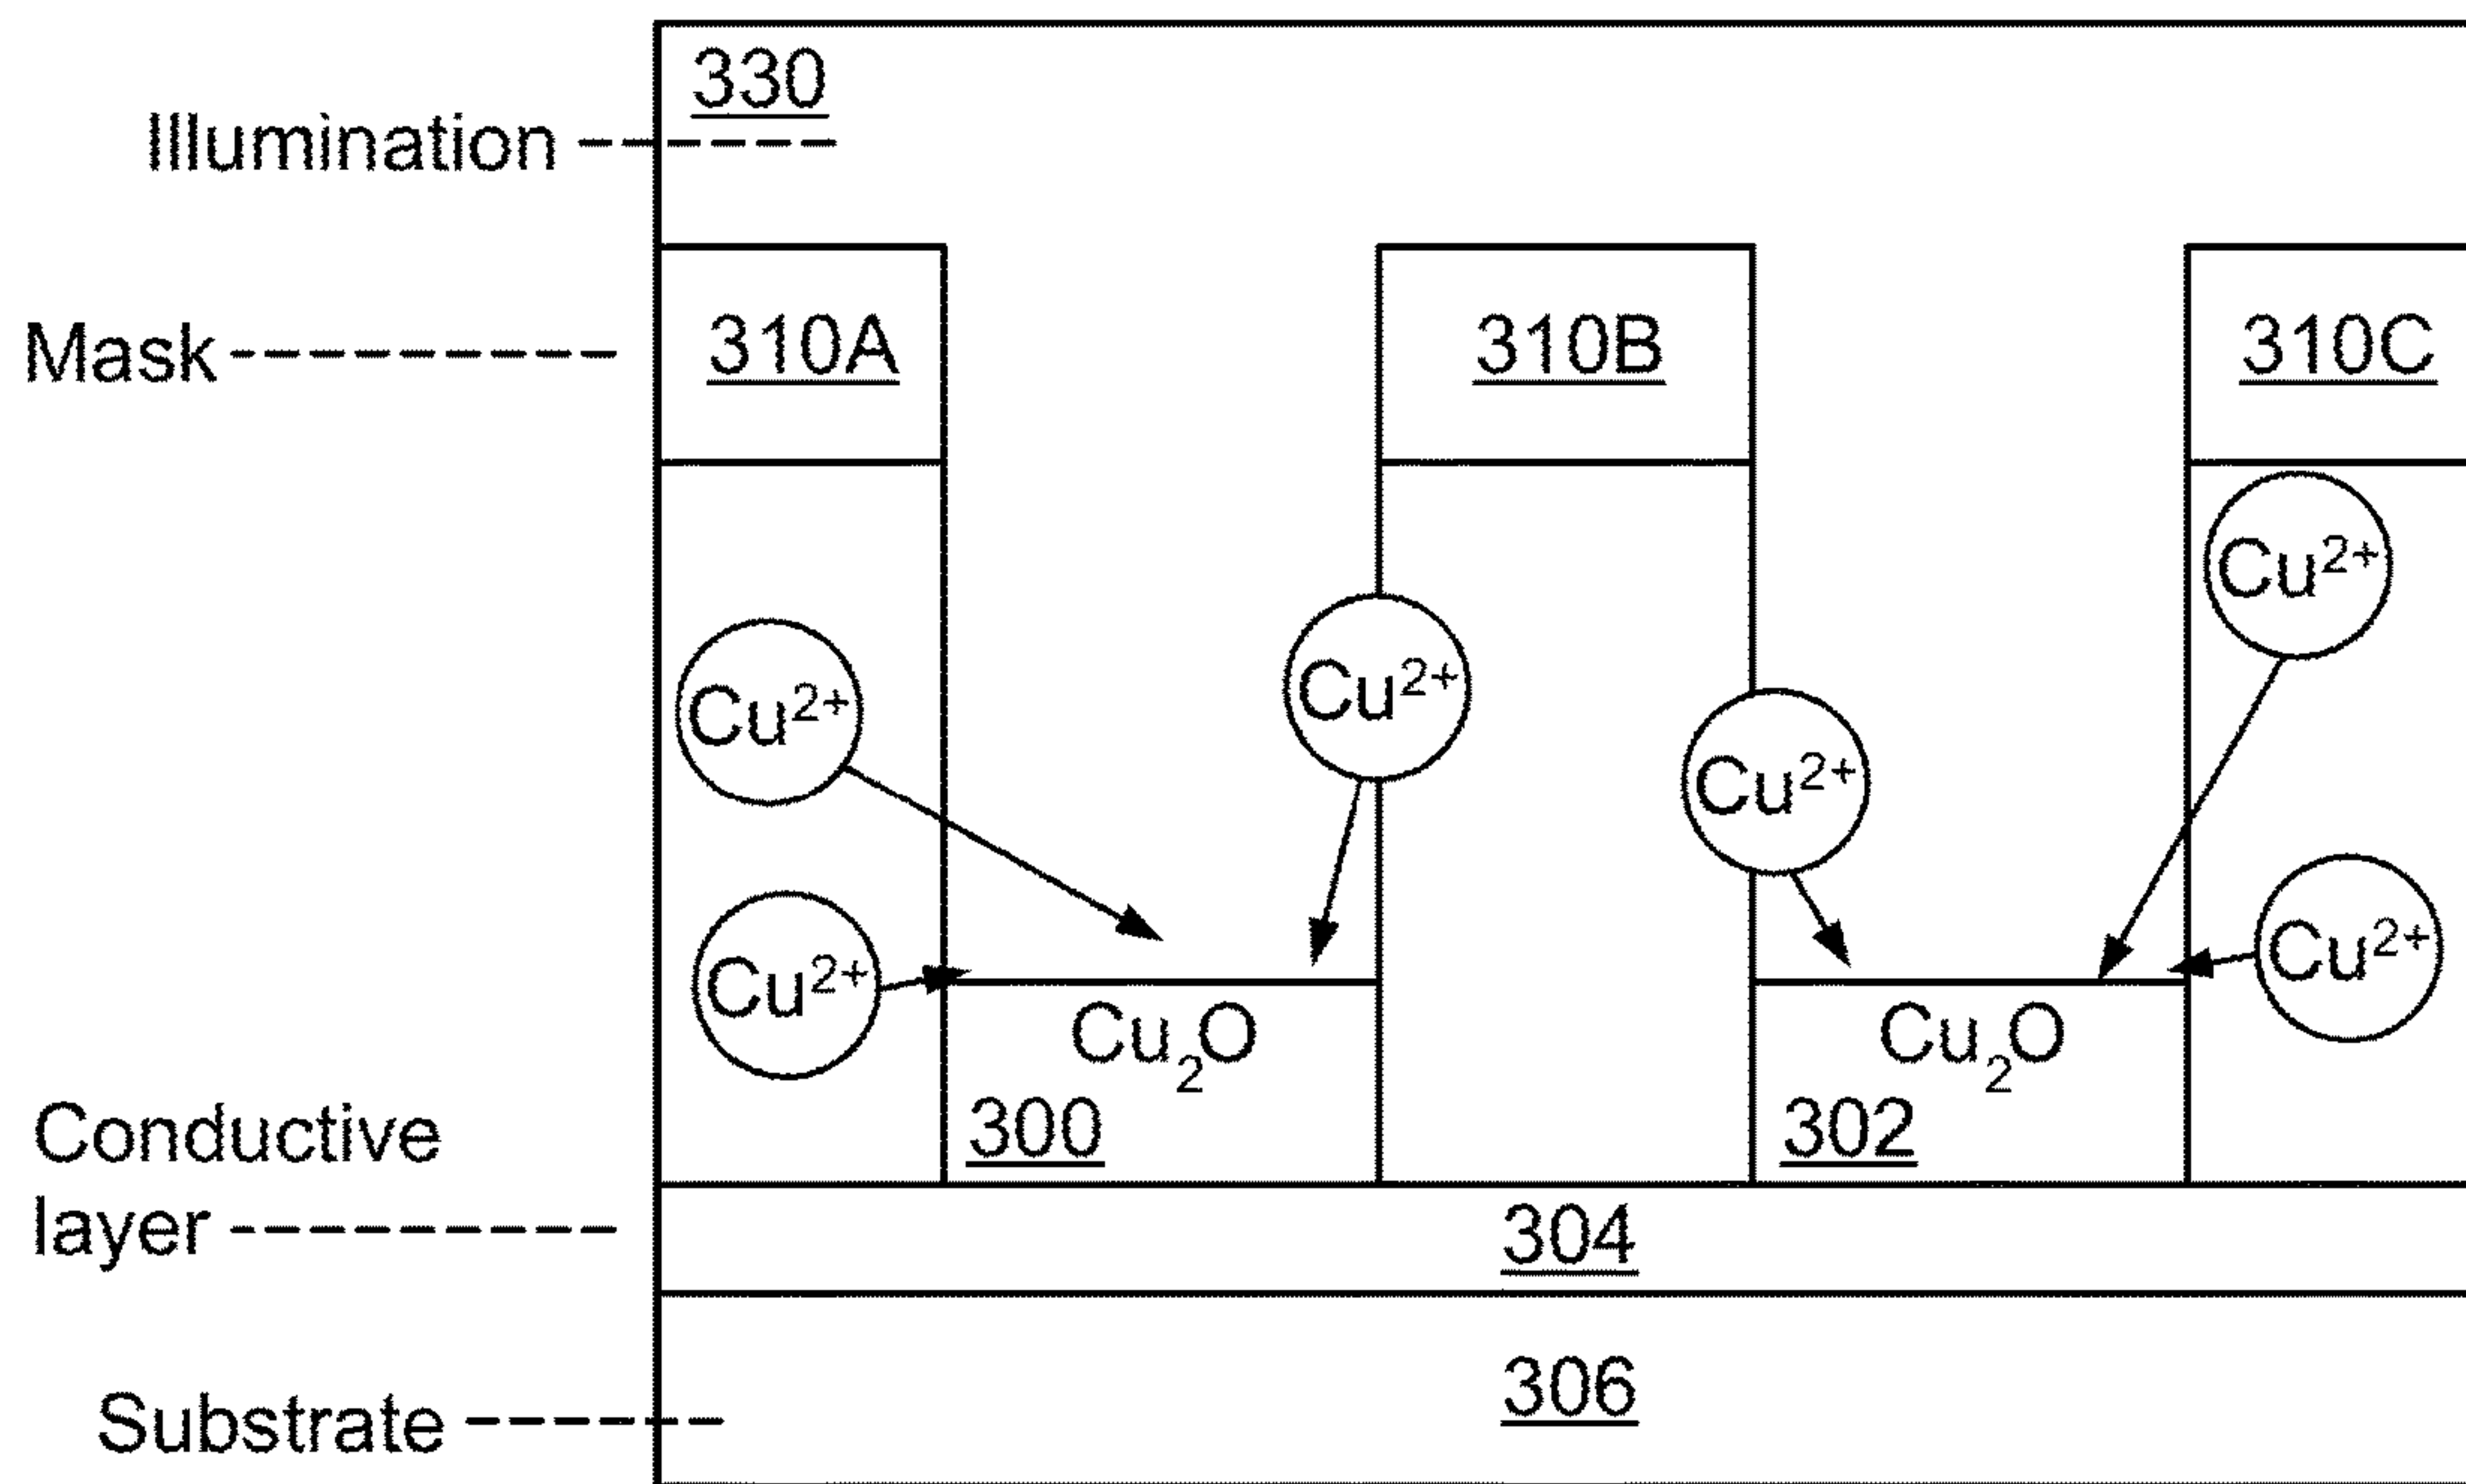 330
Illumination
Mask
310A
310B
310C
Cu²⁺
Cu²⁺
Cu²⁺
Cu²⁺
Cu²⁺
Cu²⁺
Cu₂O
Cu₂O
300
302
Conductive
layer
304
306
Substrate